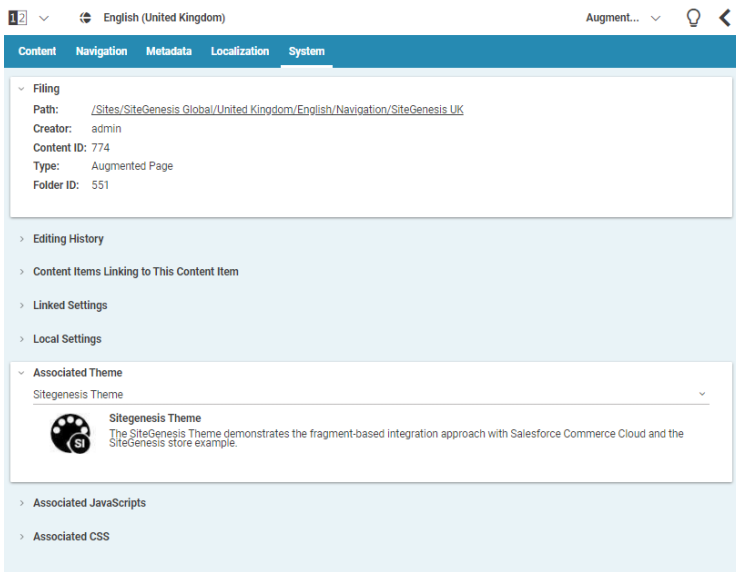 12
English (United Kingdom)
Augment...
Content Navigation Metadata Localization System
Filing
Path: /Sites/SiteGenesis Global/United Kingdom/English/Navigation/SiteGenesis UK
Creator: admin
Content ID: 774
Type: Augmented Page
Folder ID: 551
Editing History
Content Items Linking to This Content Item
Linked Settings
Local Settings
Associated Theme
Sitegenesis Theme
SI
Sitegenesis Theme
The SiteGenesis Theme demonstrates the fragment-based integration approach with Salesforce Commerce Cloud and the
SiteGenesis store example.
Associated JavaScripts
Associated CSS